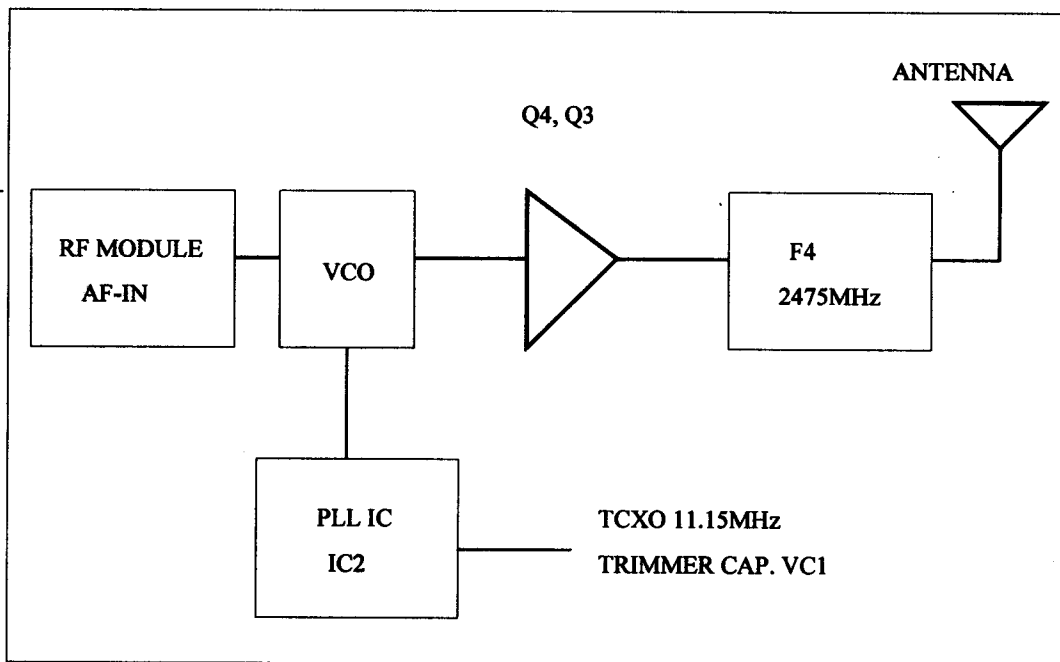 ANTENNA
Q4, Q3
RF MODULE
AF-IN
VCO
F4
2475MHz
PLL IC
IC2
TCXO 11.15MHz
TRIMMER CAP. VC1